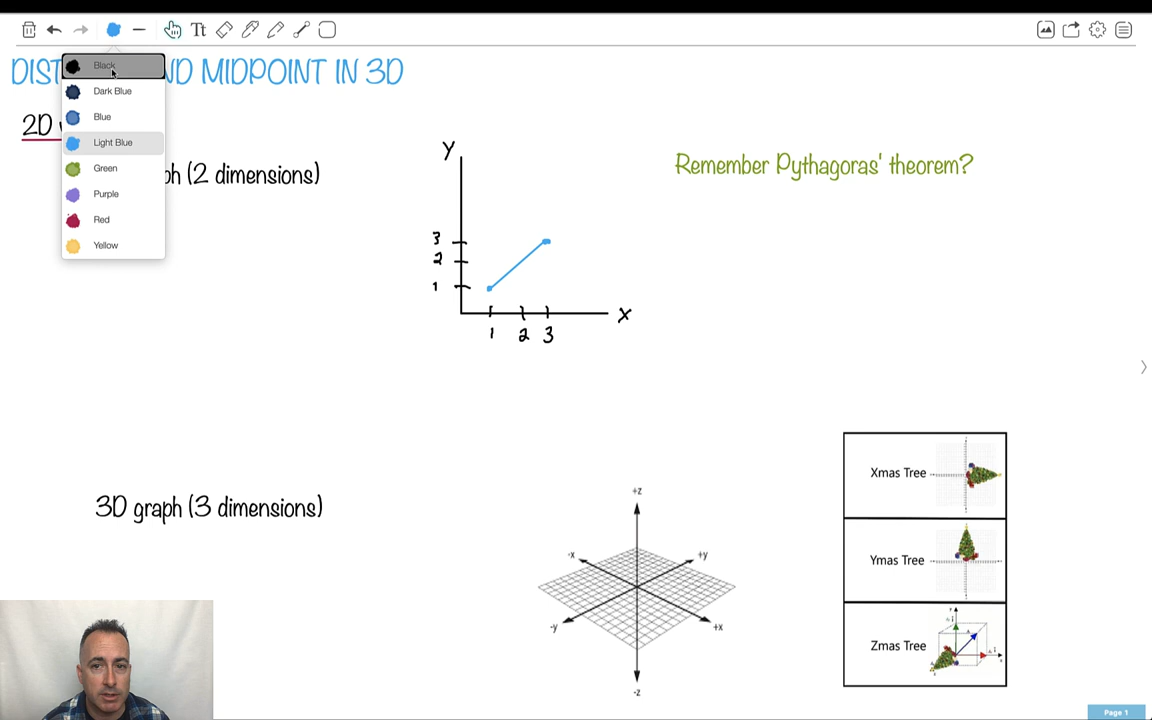 Tt
Black
DIST ND MIDPOINT IN 3D
Dark Blue
Blue
2D
Light Blue
Green
ph (2 dimensions)
Purple
Red
Yellow
Y
3
2
1
X
1 2 3
Remember Pythagoras' theorem?
3D graph (3 dimensions)
+z
-x
+y
-y
+x
-z
Xmas Tree
Ymas Tree
Zmas Tree
Page 1